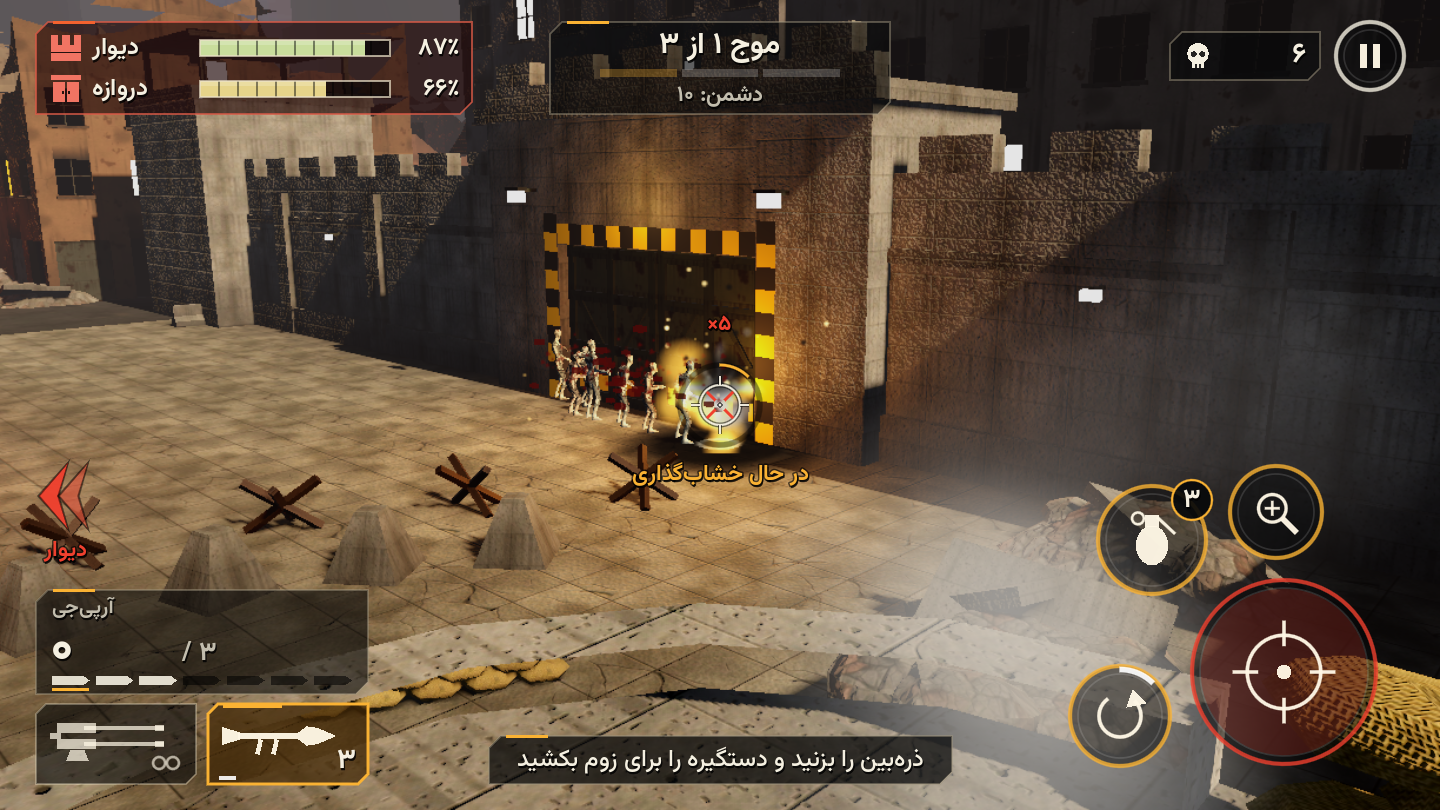 دیوار ۸۷٪
دروازه ۶۶٪
موج ۱ از ۳
دشمن: ۱۰
۶
×۵
در حال خشاب‌گذاری
دیوار
۳
آرپی‌جی
۰ / ۳
∞
۳
ذره‌بین را بزنید و دستگیره را برای زوم بکشید